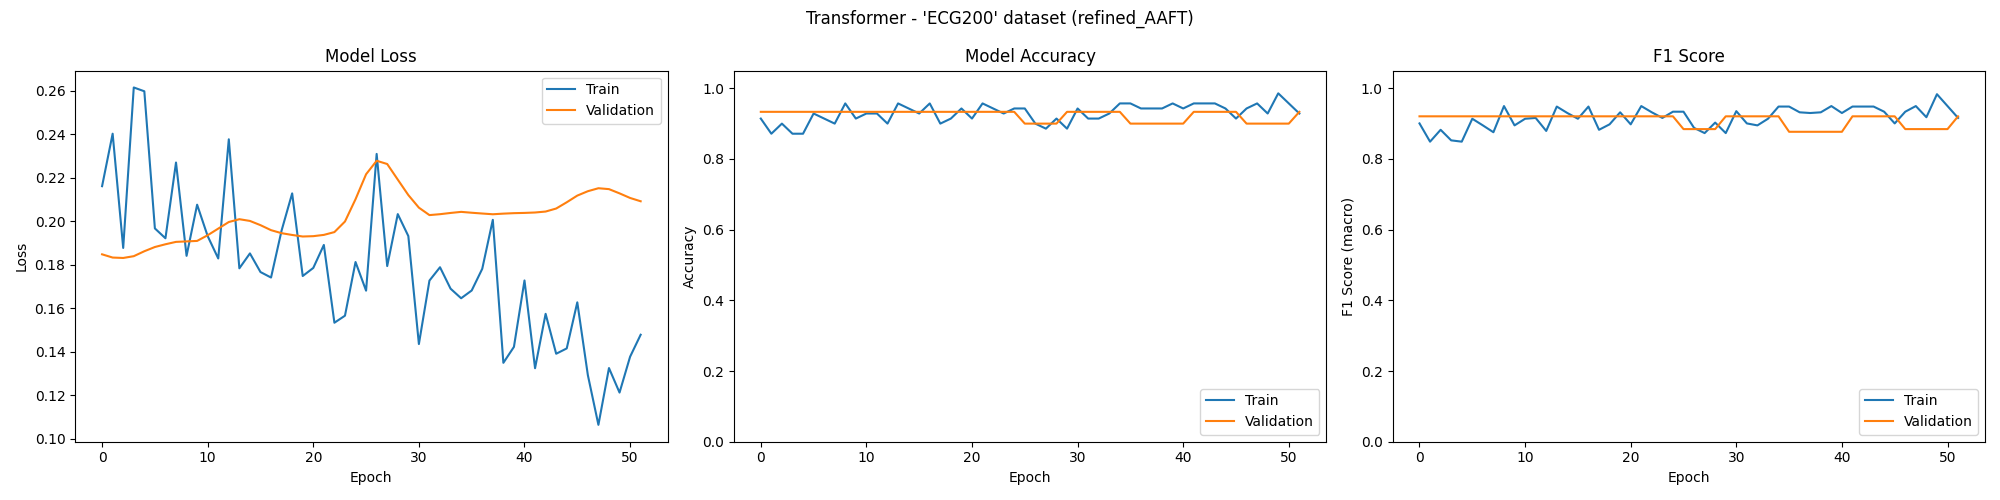 Transformer - 'ECG200' dataset (refined_AAFT)
Model Loss
Loss
0.26
0.24
0.22
0.20
0.18
0.16
0.14
0.12
0.10
0 10 20 30 40 50
Epoch
Train
Validation
Model Accuracy
Accuracy
1.0
0.8
0.6
0.4
0.2
0.0
0 10 20 30 40 50
Epoch
Train
Validation
F1 Score
F1 Score (macro)
1.0
0.8
0.6
0.4
0.2
0.0
0 10 20 30 40 50
Epoch
Train
Validation